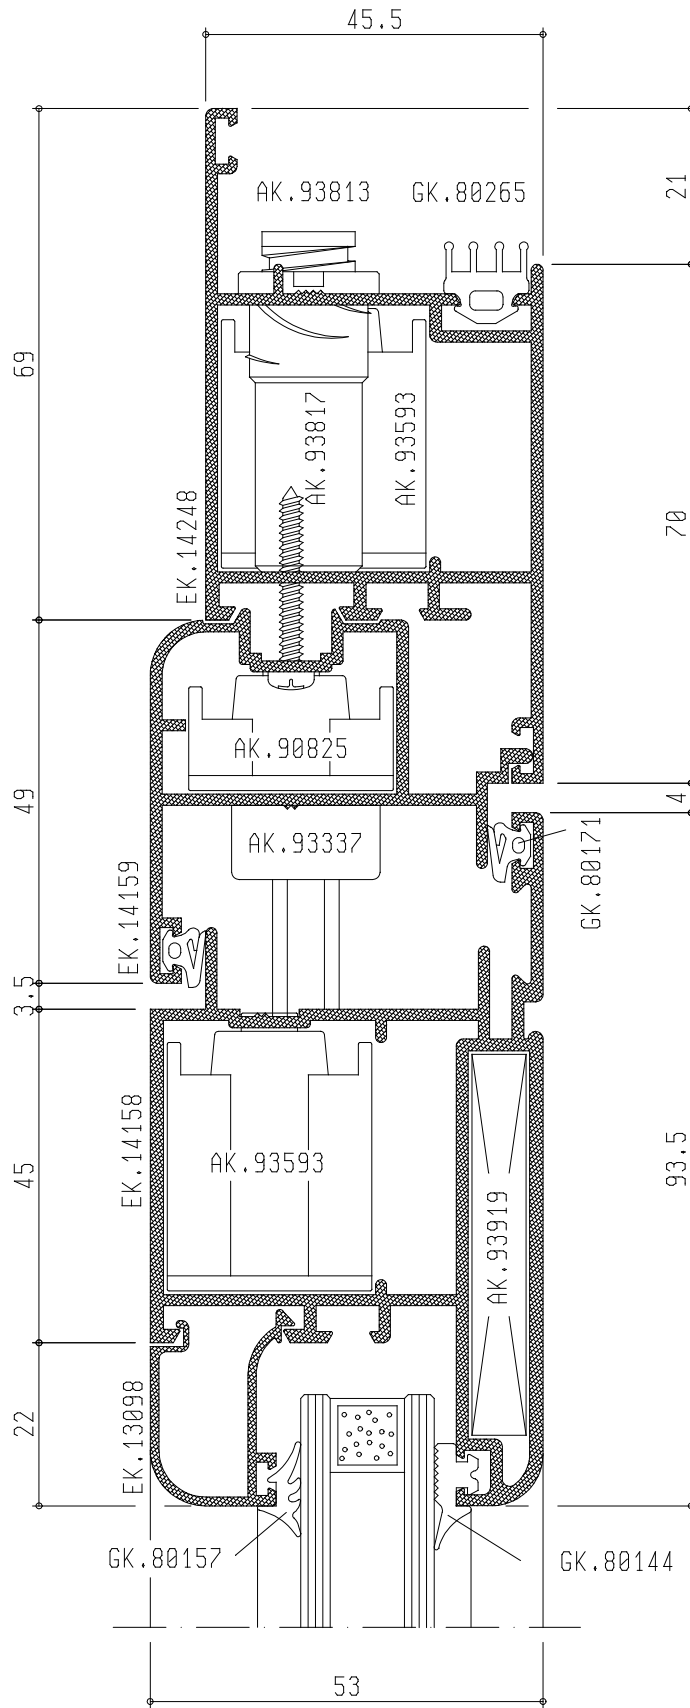 45.5
21
AK.93813
GK.80265
69
AK.93817
AK.93593
EK.14248
70
AK.90825
49
4
AK.93337
GK.80171
EK.14159
3.5
EK.14158
45
AK.93593
93.5
AK.93919
22
EK.13098
GK.80157
GK.80144
53